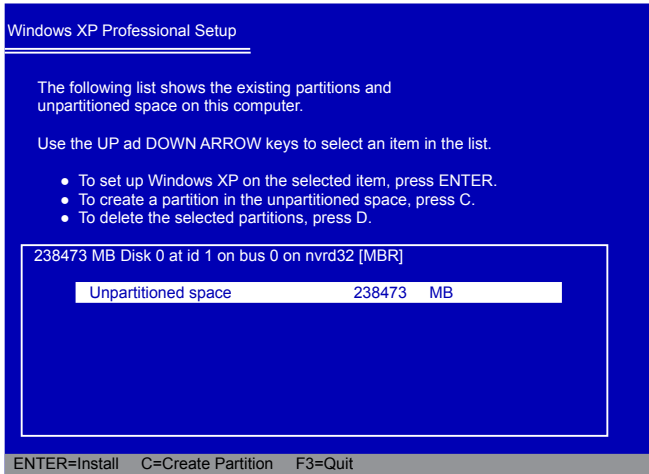 Windows XP Professional Setup
The following list shows the existing partitions and
unpartitioned space on this computer.
Use the UP ad DOWN ARROW keys to select an item in the list.
● To set up Windows XP on the selected item, press ENTER.
● To create a partition in the unpartitioned space, press C.
● To delete the selected partitions, press D.
238473 MB Disk 0 at id 1 on bus 0 on nvrd32 [MBR]
Unpartitioned space 238473 MB
ENTER=Install C=Create Partition F3=Quit